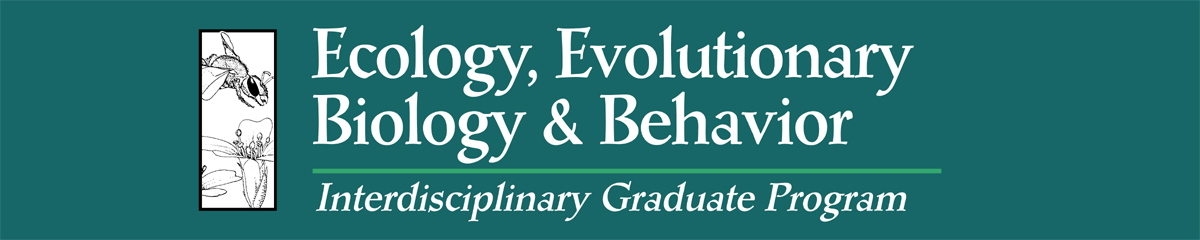 Ecology, Evolutionary
Biology & Behavior
Interdisciplinary Graduate Program